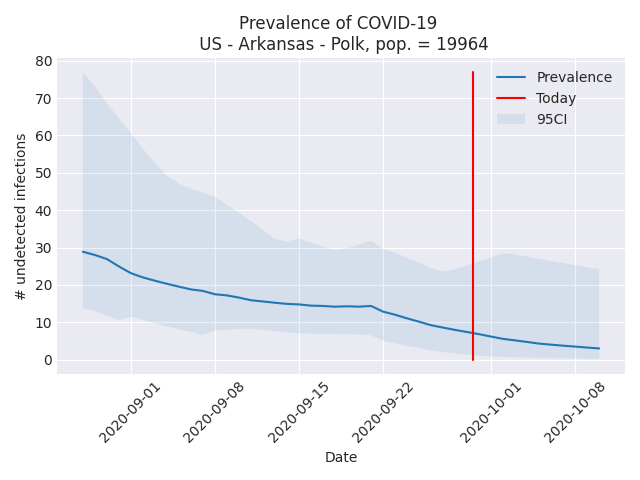 Prevalence of COVID-19
US - Arkansas - Polk, pop. = 19964
# undetected infections
80
70
60
50
40
30
20
10
0
Prevalence
Today
95CI
2020-09-01
2020-09-08
2020-09-15
2020-09-22
2020-10-01
2020-10-08
Date